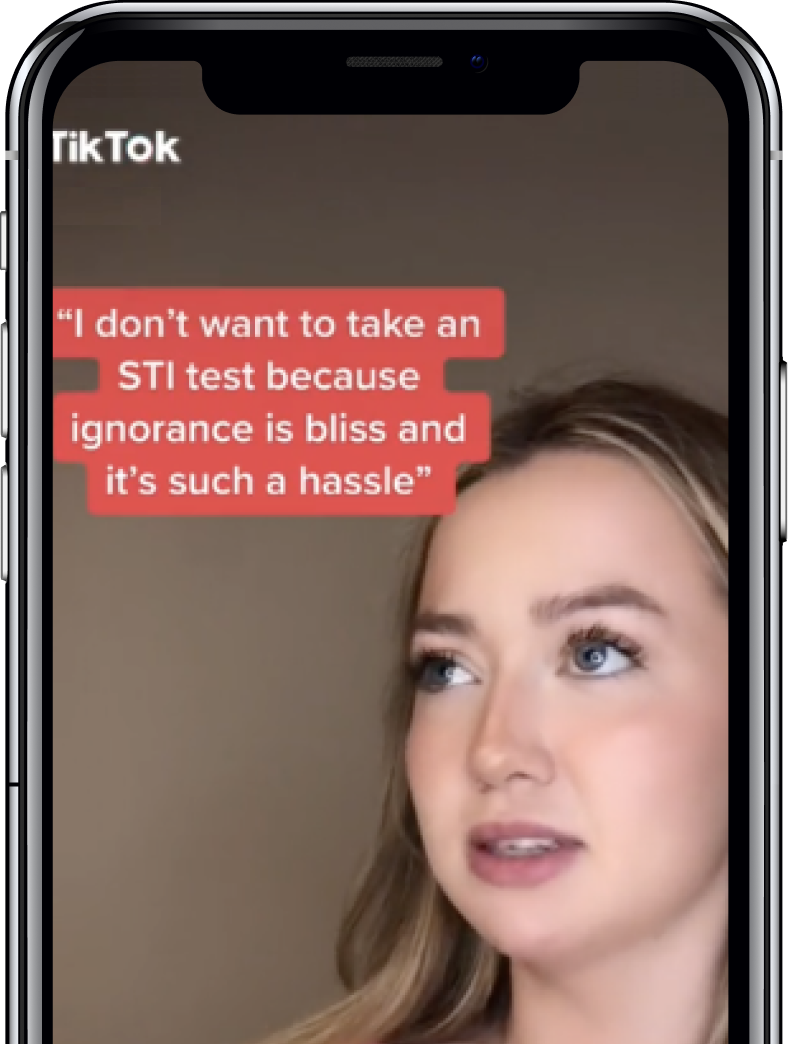 TikTok
“I don’t want to take an
STI test because
ignorance is bliss and
it’s such a hassle”